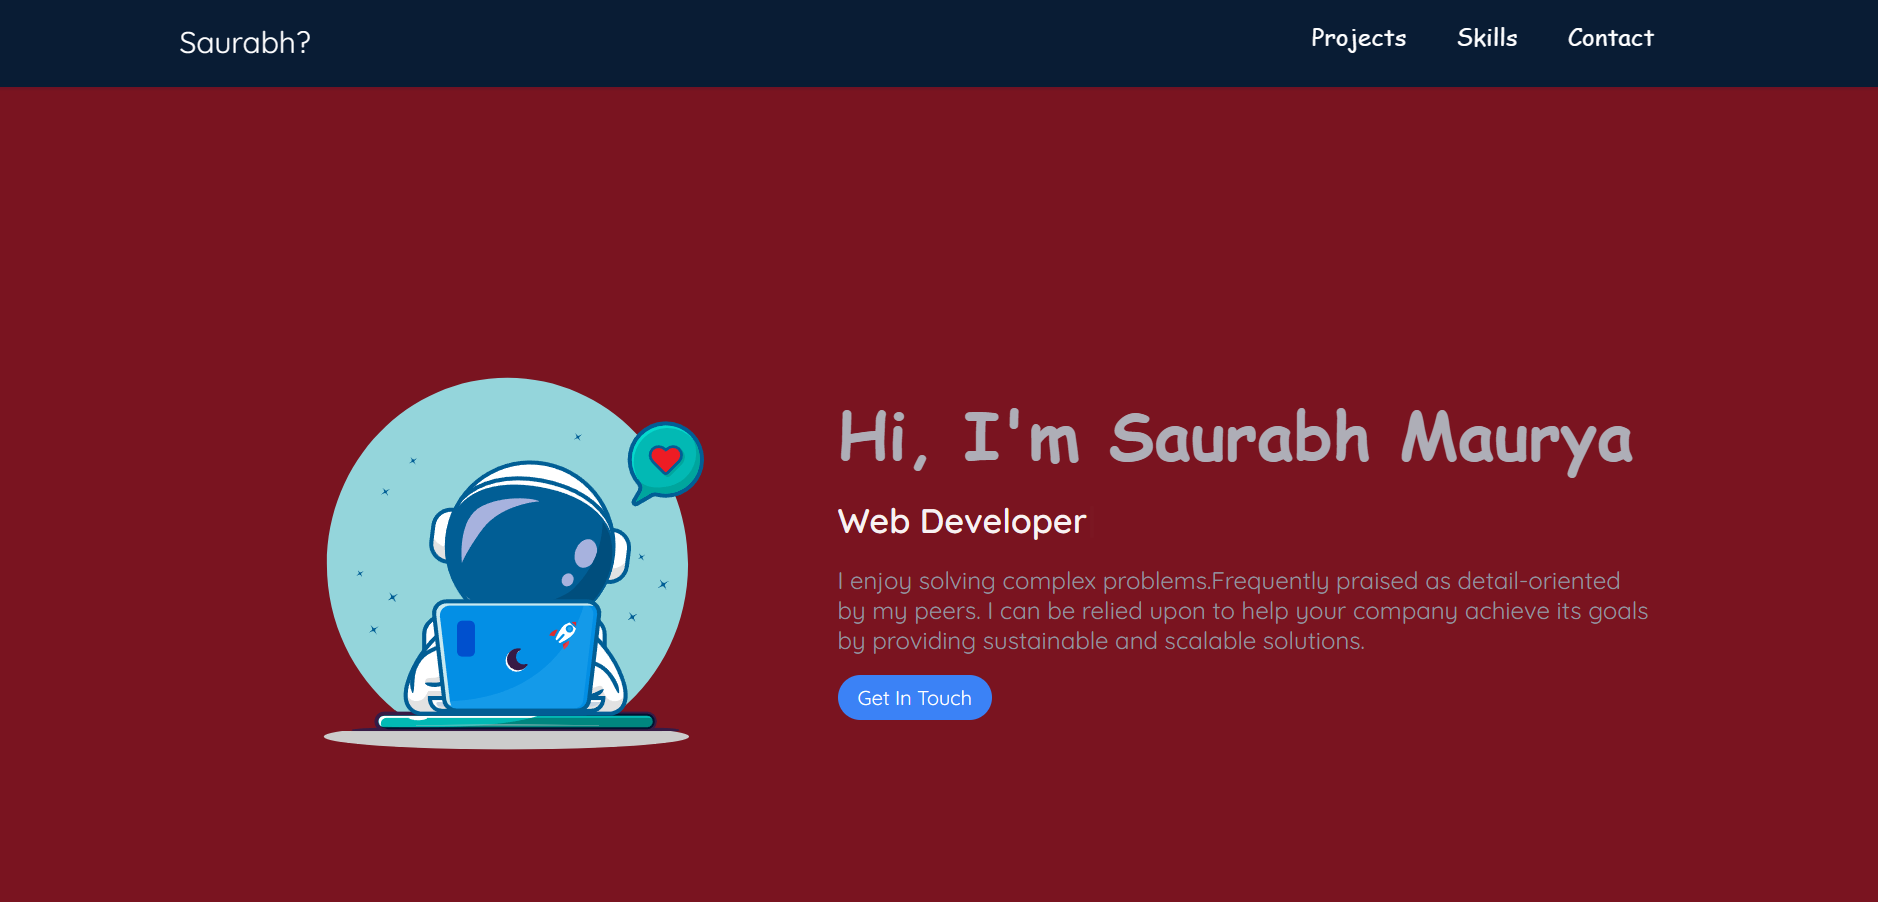 Saurabh?
Projects Skills Contact
Hi, I'm Saurabh Maurya
Web Developer
I enjoy solving complex problems.Frequently praised as detail-oriented
by my peers. I can be relied upon to help your company achieve its goals
by providing sustainable and scalable solutions.
Get In Touch